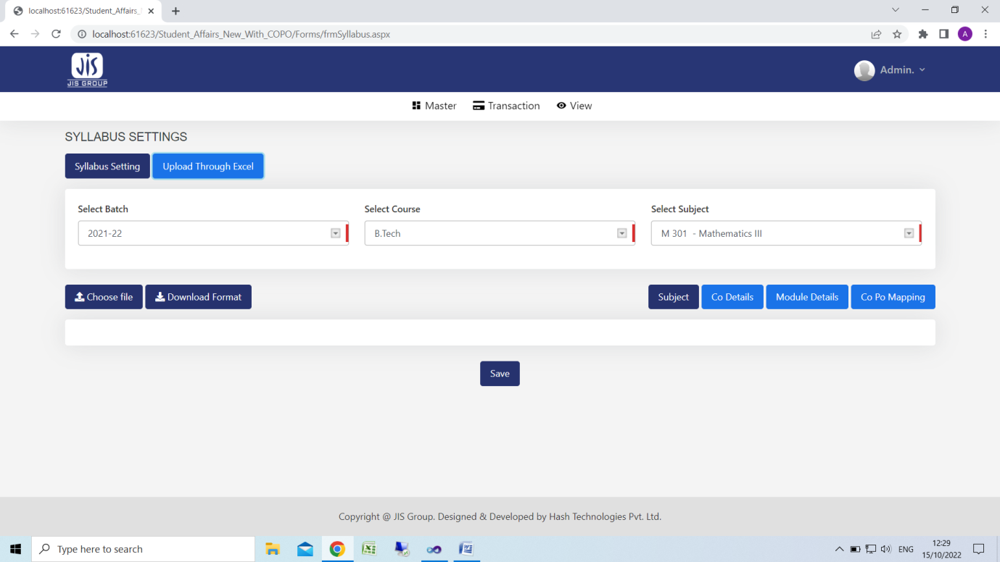 localhost:61623/Student_Affairs_
localhost:61623/Student_Affairs_New_With_COPO/Forms/frmSyllabus.aspx
A
JIS
JIS GROUP
Admin.
Master Transaction View
SYLLABUS SETTINGS
Syllabus Setting Upload Through Excel
Select Batch Select Course Select Subject
2021-22 B.Tech M 301 - Mathematics III
Choose file Download Format Subject Co Details Module Details Co Po Mapping
Save
Copyright @ JIS Group. Designed & Developed by Hash Technologies Pvt. Ltd.
Type here to search
ENG
12:29
15/10/2022